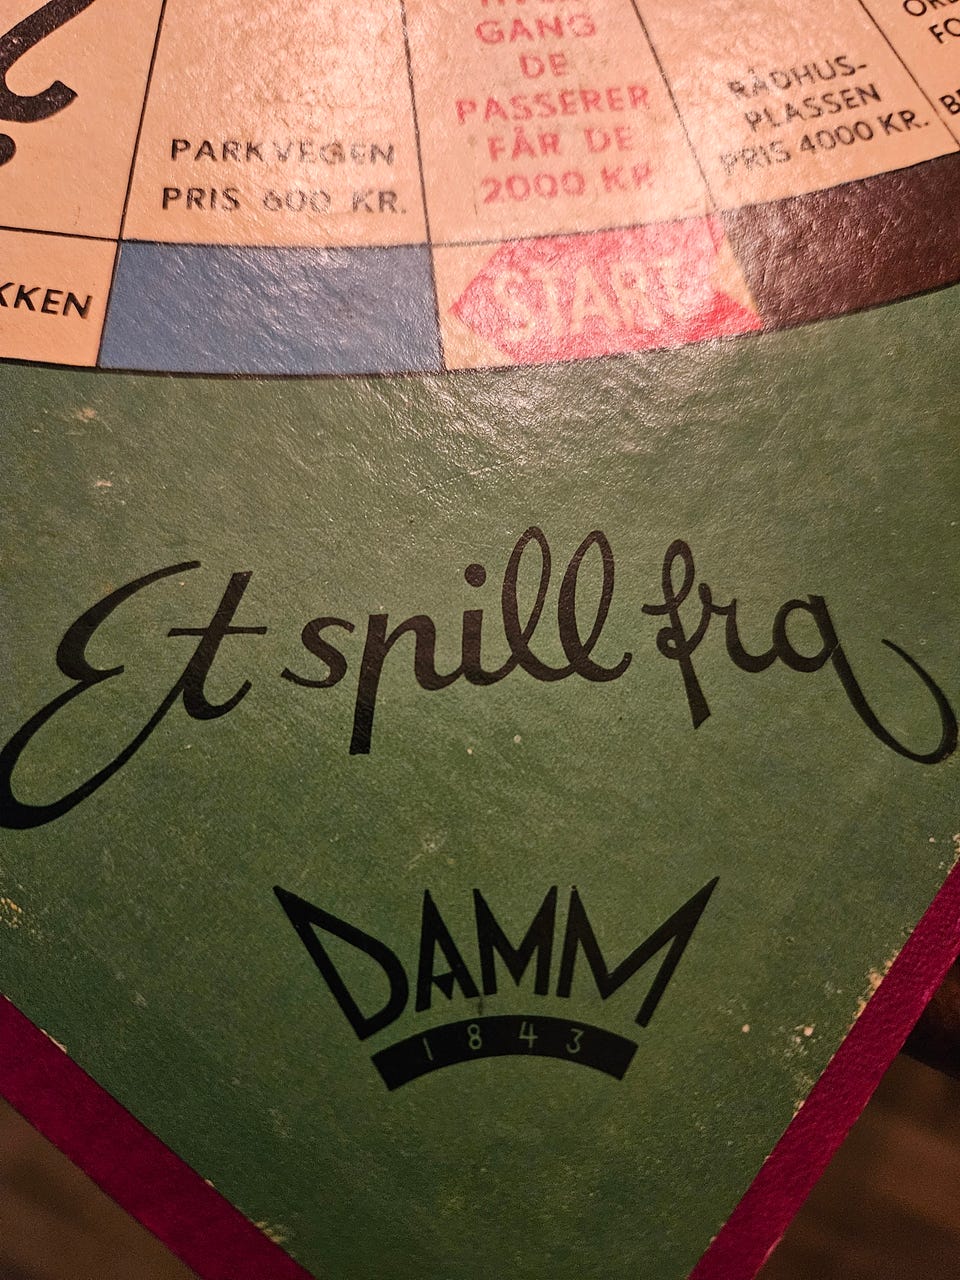 PARKVEGEN
PRIS 600 KR.
GANG
DE
PASSERER
FÅR DE
2000 KR
RÅDHUS-
PLASSEN
PRIS 4000 KR.
KKEN
START
Et spill fra
DAMM
1843